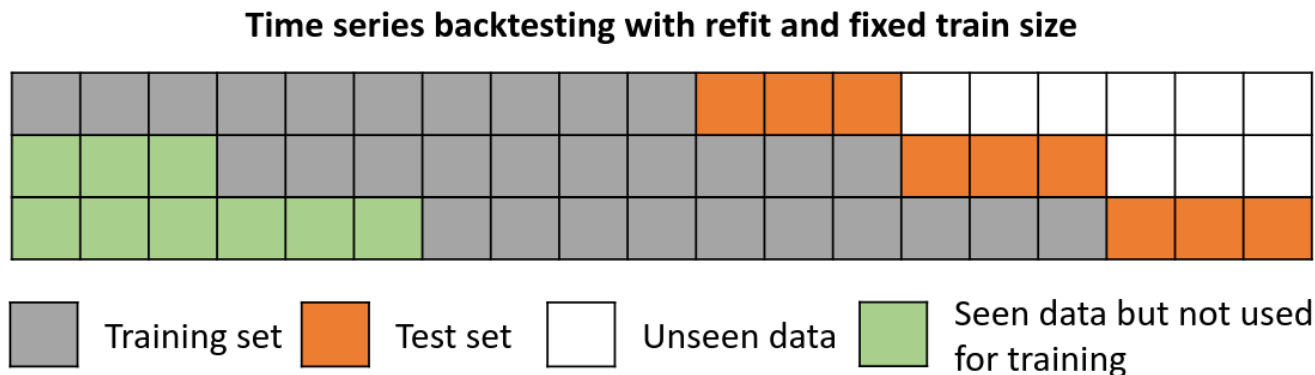 Time series backtesting with refit and fixed train size
Training set
Test set
Unseen data
Seen data but not used
for training